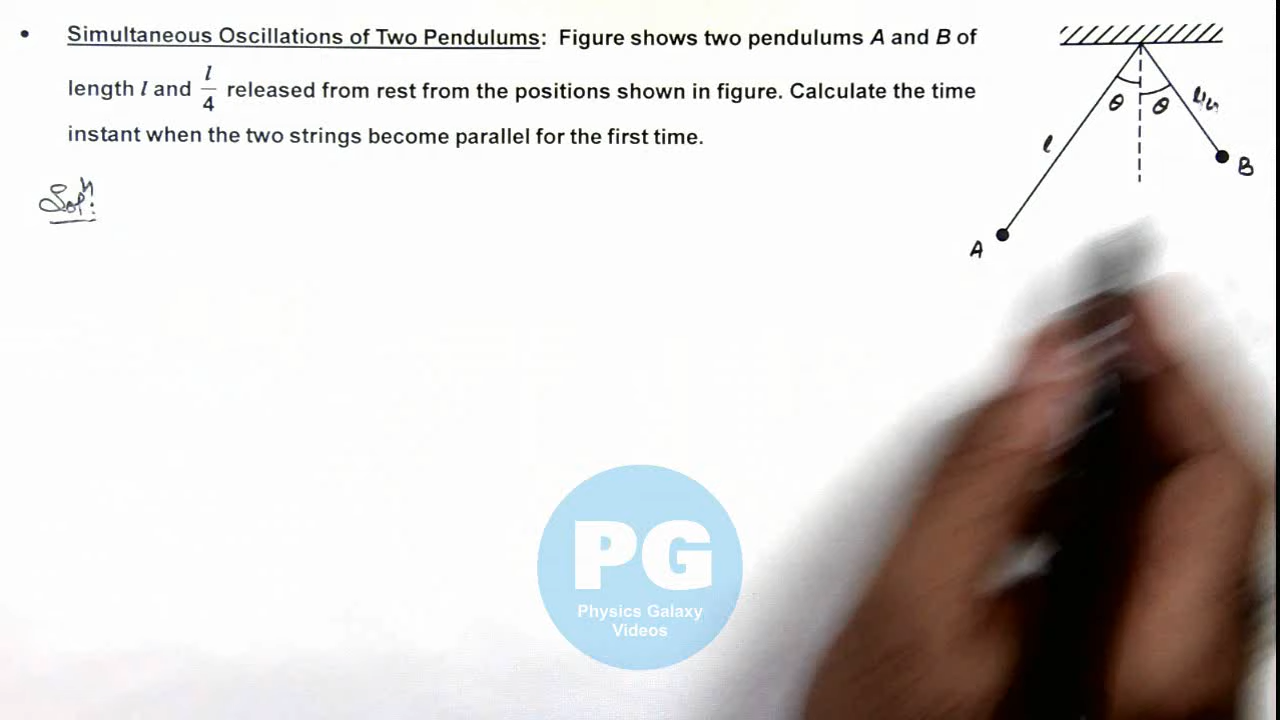 • Simultaneous Oscillations of Two Pendulums: Figure shows two pendulums A and B of
length l and l/4 released from rest from the positions shown in figure. Calculate the time
instant when the two strings become parallel for the first time.
Solⁿ:
θ θ
l
l/4
A
B
PG
Physics Galaxy
Videos